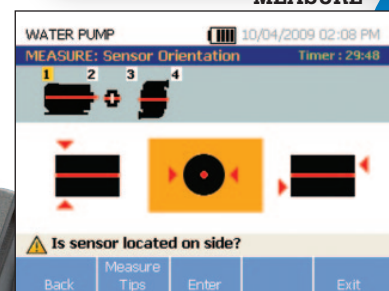 MEASURE
WATER PUMP 10/04/2009 02:08 PM
MEASURE: Sensor Orientation Timer : 29:48
1 2 3 4
Is sensor located on side?
Back Measure Tips Enter Exit